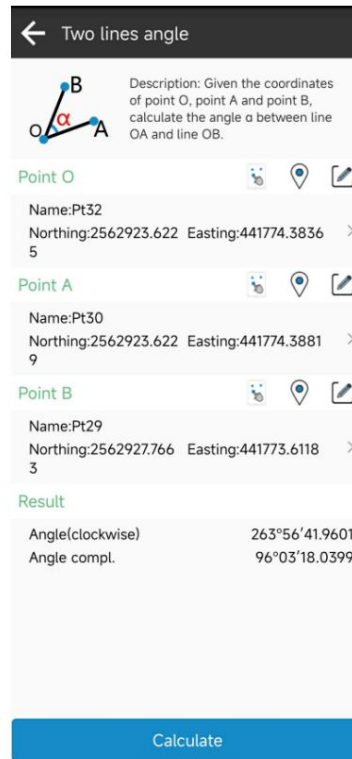 Two lines angle
B
α
O
A
Description: Given the coordinates
of point O, point A and point B,
calculate the angle α between line
OA and line OB.
Point O
Name:Pt32
Northing:2562923.622 Easting:441774.3836
5
Point A
Name:Pt30
Northing:2562923.622 Easting:441774.3881
9
Point B
Name:Pt29
Northing:2562927.766 Easting:441773.6118
3
Result
Angle(clockwise) 263°56′41.9601
Angle compl. 96°03′18.0399
Calculate